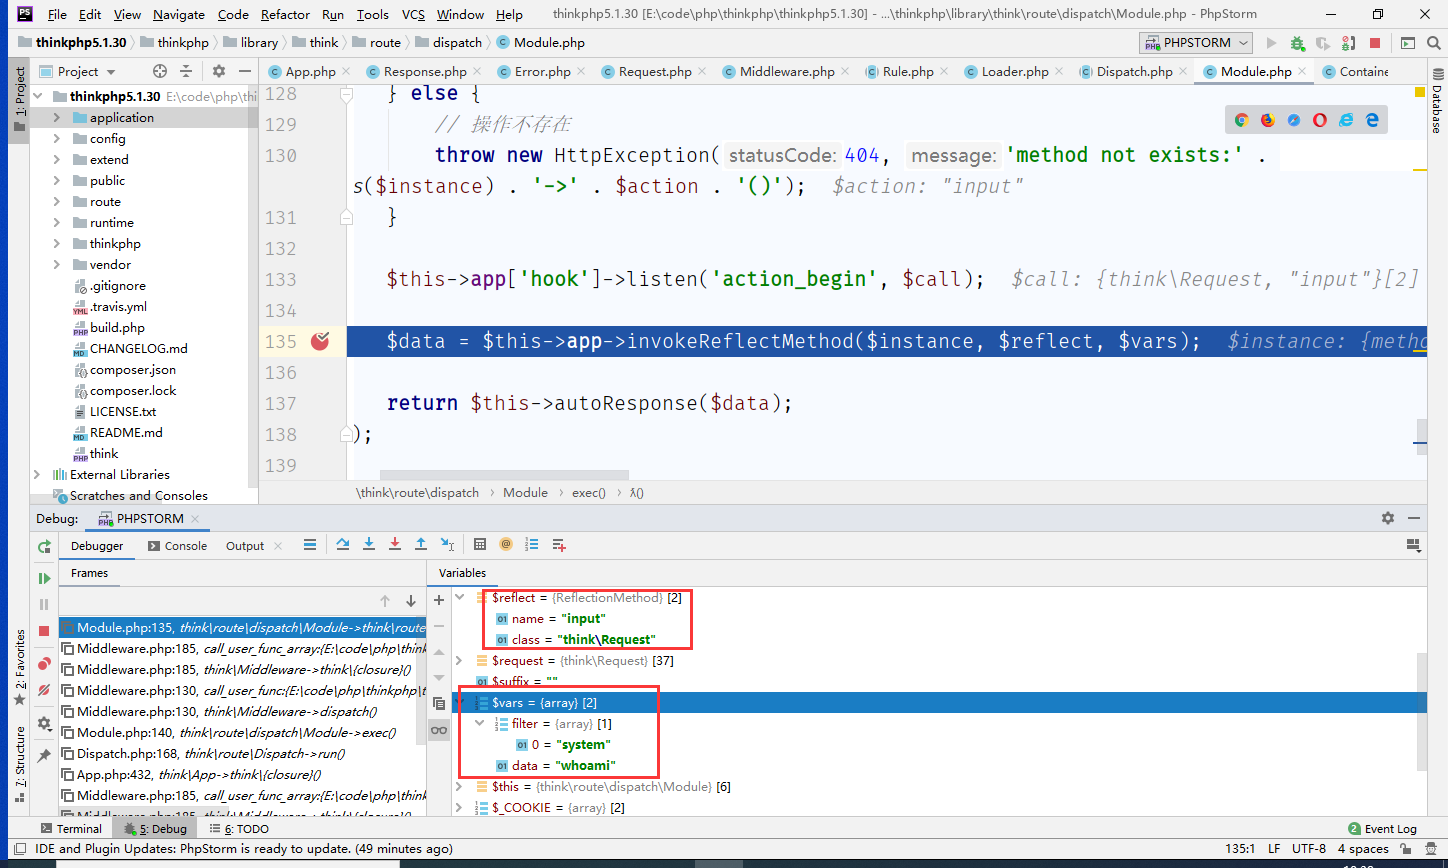 PS File Edit View Navigate Code Refactor Run Tools VCS Window Help thinkphp5.1.30 [E:\code\php\thinkphp\thinkphp5.1.30] - ...\thinkphp\library\think\route\dispatch\Module.php - PhpStorm
thinkphp5.1.30 thinkphp library think route dispatch Module.php PHPSTORM
1: Project
Project
App.php Response.php Error.php Request.php Middleware.php Rule.php Loader.php Dispatch.php Module.php Containe
Database
thinkphp5.1.30 E:\code\php\thi
application
config
extend
public
route
runtime
thinkphp
vendor
.gitignore
.travis.yml
build.php
CHANGELOG.md
composer.json
composer.lock
LICENSE.txt
README.md
think
External Libraries
Scratches and Consoles
128 } else {
129 // 操作不存在
130 throw new HttpException( statusCode: 404, message: 'method not exists:' .
s($instance) . '->' . $action . '()'); $action: "input"
131 }
132
133 $this->app['hook']->listen('action_begin', $call); $call: {think\Request, "input"}[2]
134
135 $data = $this->app->invokeReflectMethod($instance, $reflect, $vars); $instance: {metho
136
137 return $this->autoResponse($data);
138 );
139
\think\route\dispatch Module exec() λ()
Debug: PHPSTORM
Debugger Console Output
Frames
Variables
Module.php:135, think\route\dispatch\Module->think\route
Middleware.php:185, call_user_func_array:{E:\code\php\think
Middleware.php:185, think\Middleware->think\{closure}()
Middleware.php:130, call_user_func:{E:\code\php\thinkphp\t
Middleware.php:130, think\Middleware->dispatch()
Module.php:140, think\route\dispatch\Module->exec()
Dispatch.php:168, think\route\Dispatch->run()
App.php:432, think\App->think\{closure}()
Middleware.php:185, call_user_func_array:{E:\code\php\think
Middleware.php:185, think\Middleware->think\{closure}()
$reflect = {ReflectionMethod} [2]
name = "input"
class = "think\Request"
$request = {think\Request} [37]
$suffix = ""
$vars = {array} [2]
filter = {array} [1]
0 = "system"
data = "whoami"
$this = {think\route\dispatch\Module} [6]
$_COOKIE = {array} [2]
2: Favorites
7: Structure
Terminal 5: Debug 6: TODO 2 Event Log
IDE and Plugin Updates: PhpStorm is ready to update. (49 minutes ago) 135:1 LF UTF-8 4 spaces